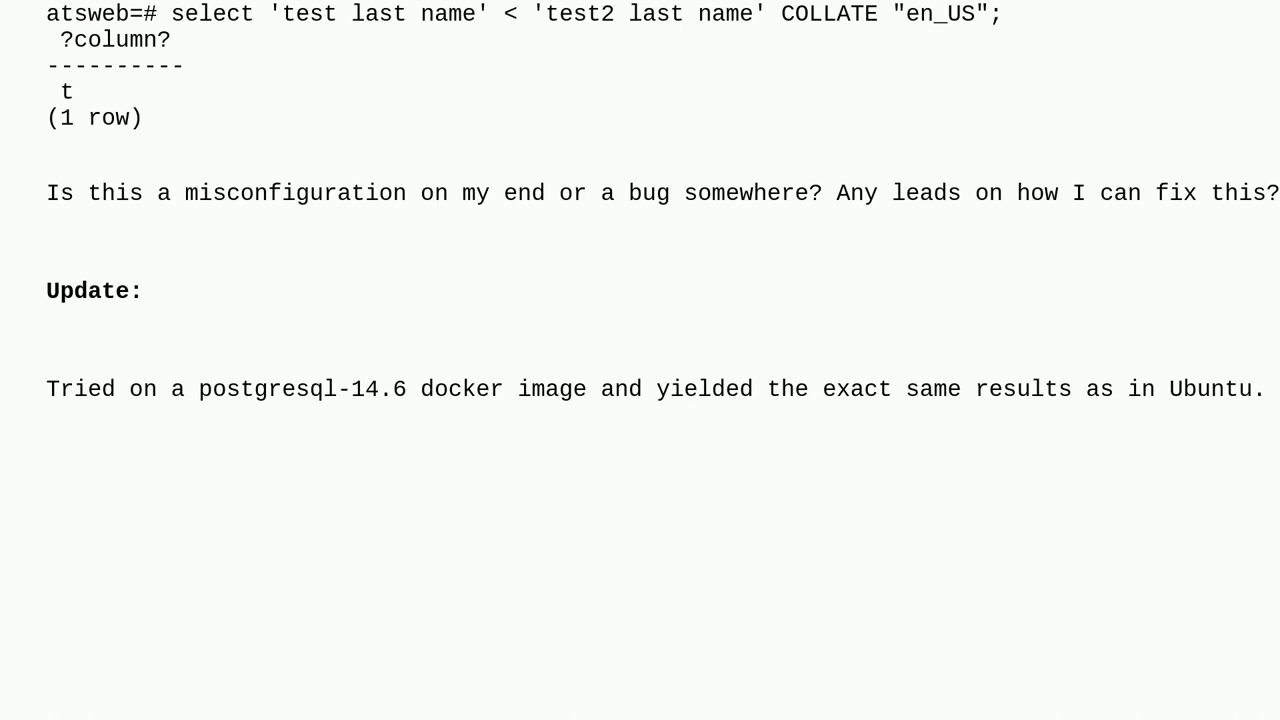 atsweb=# select 'test last name' < 'test2 last name' COLLATE "en_US";
?column?
----------
t
(1 row)
Is this a misconfiguration on my end or a bug somewhere? Any leads on how I can fix this?
Update:
Tried on a postgresql-14.6 docker image and yielded the exact same results as in Ubuntu.